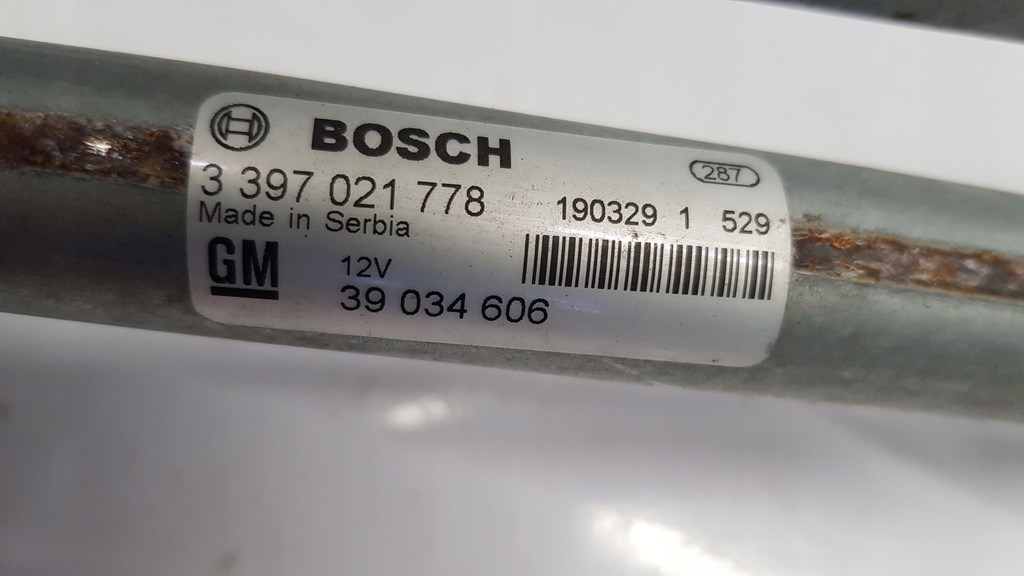 BOSCH
287
3 397 021 778
190329 1 529
Made in Serbia
GM
12V
39 034 606